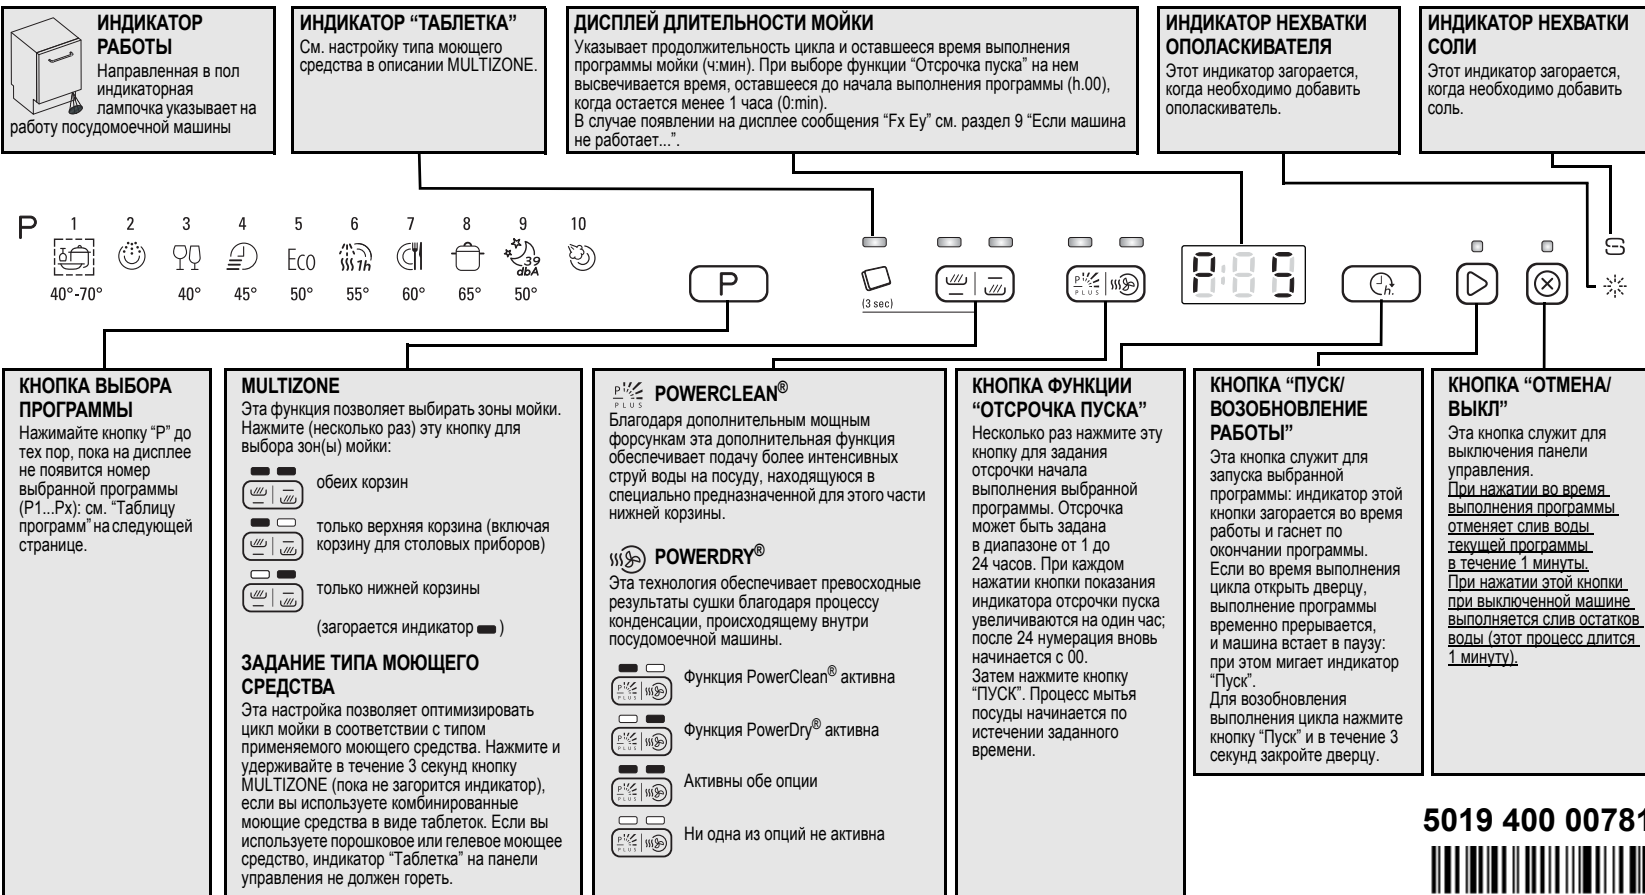 ИНДИКАТОР
РАБОТЫ
Направленная в пол
индикаторная
лампочка указывает на
работу посудомоечной машины
ИНДИКАТОР “ТАБЛЕТКА”
См. настройку типа моющего
средства в описании MULTIZONE.
ДИСПЛЕЙ ДЛИТЕЛЬНОСТИ МОЙКИ
Указывает продолжительность цикла и оставшееся время выполнения
программы мойки (ч:мин). При выборе функции “Отсрочка пуска” на нем
высвечивается время, оставшееся до начала выполнения программы (h.00),
когда остается менее 1 часа (0:min).
В случае появлении на дисплее сообщения “Fx Ey” см. раздел 9 “Если машина
не работает...”.
ИНДИКАТОР НЕХВАТКИ
ОПОЛАСКИВАТЕЛЯ
Этот индикатор загорается,
когда необходимо добавить
ополаскиватель.
ИНДИКАТОР НЕХВАТКИ
СОЛИ
Этот индикатор загорается,
когда необходимо добавить
соль.
P 1 2 3 4 5 6 7 8 9 10
Eco 1h 39
dbA
40°-70° 40° 45° 50° 55° 60° 65° 50°
P
(3 sec)
P
PLUS
P 5
h.
КНОПКА ВЫБОРА
ПРОГРАММЫ
Нажимайте кнопку “P” до
тех пор, пока на дисплее
не появится номер
выбранной программы
(P1...Px): см. “Таблицу
программ” на следующей
странице.
MULTIZONE
Эта функция позволяет выбирать зоны мойки.
Нажмите (несколько раз) эту кнопку для
выбора зон(ы) мойки:
обеих корзин
только верхняя корзина (включая
корзину для столовых приборов)
только нижней корзины
(загорается индикатор )
ЗАДАНИЕ ТИПА МОЮЩЕГО
СРЕДСТВА
Эта настройка позволяет оптимизировать
цикл мойки в соответствии с типом
применяемого моющего средства. Нажмите и
удерживайте в течение 3 секунд кнопку
MULTIZONE (пока не загорится индикатор),
если вы используете комбинированные
моющие средства в виде таблеток. Если вы
используете порошковое или гелевое моющее
средство, индикатор “Таблетка” на панели
управления не должен гореть.
P
PLUS
POWERCLEAN®
Благодаря дополнительным мощным
форсункам эта дополнительная функция
обеспечивает подачу более интенсивных
струй воды на посуду, находящуюся в
специально предназначенной для этого части
нижней корзины.
POWERDRY®
Эта технология обеспечивает превосходные
результаты сушки благодаря процессу
конденсации, происходящему внутри
посудомоечной машины.
P
PLUS
Функция PowerClean® активна
P
PLUS
Функция PowerDry® активна
P
PLUS
Активны обе опции
P
PLUS
Ни одна из опций не активна
КНОПКА ФУНКЦИИ
“ОТСРОЧКА ПУСКА”
Несколько раз нажмите эту
кнопку для задания
отсрочки начала
выполнения выбранной
программы. Отсрочка
может быть задана
в диапазоне от 1 до
24 часов. При каждом
нажатии кнопки показания
индикатора отсрочки пуска
увеличиваются на один час;
после 24 нумерация вновь
начинается с 00.
Затем нажмите кнопку
“ПУСК”. Процесс мытья
посуды начинается по
истечении заданного
времени.
КНОПКА “ПУСК/
ВОЗОБНОВЛЕНИЕ
РАБОТЫ”
Эта кнопка служит для
запуска выбранной
программы: индикатор этой
кнопки загорается во время
работы и гаснет по
окончании программы.
Если во время выполнения
цикла открыть дверцу,
выполнение программы
временно прерывается,
и машина встает в паузу:
при этом мигает индикатор
“Пуск”.
Для возобновления
выполнения цикла нажмите
кнопку “Пуск” и в течение 3
секунд закройте дверцу.
КНОПКА “ОТМЕНА/
ВЫКЛ”
Эта кнопка служит для
выключения панели
управления.
При нажатии во время
выполнения программы
отменяет слив воды
текущей программы
в течение 1 минуты.
При нажатии этой кнопки
при выключенной машине
выполняется слив остатков
воды (этот процесс длится
1 минуту).
5019 400 00781